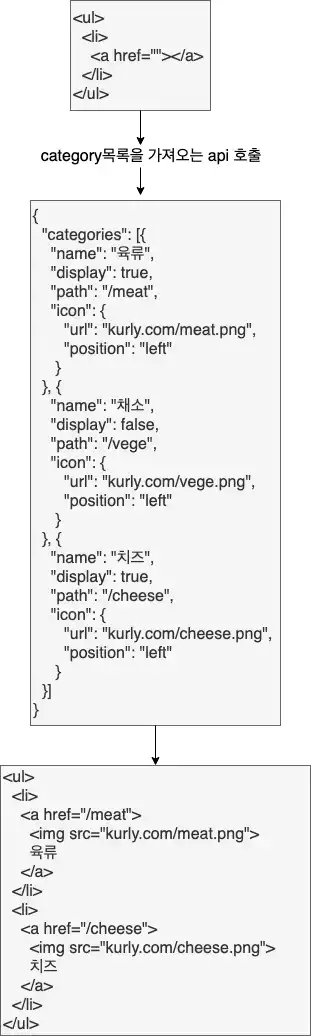 <ul>
<li>
<a href=""></a>
</li>
</ul>
category목록을 가져오는 api 호출
{
"categories": [{
"name": "육류",
"display": true,
"path": "/meat",
"icon": {
"url": "kurly.com/meat.png",
"position": "left"
}
}, {
"name": "채소",
"display": false,
"path": "/vege",
"icon": {
"url": "kurly.com/vege.png",
"position": "left"
}
}, {
"name": "치즈",
"display": true,
"path": "/cheese",
"icon": {
"url": "kurly.com/cheese.png",
"position": "left"
}
}]
}
<ul>
<li>
<a href="/meat">
<img src="kurly.com/meat.png">
육류
</a>
</li>
<li>
<a href="/cheese">
<img src="kurly.com/cheese.png">
치즈
</a>
</li>
</ul>